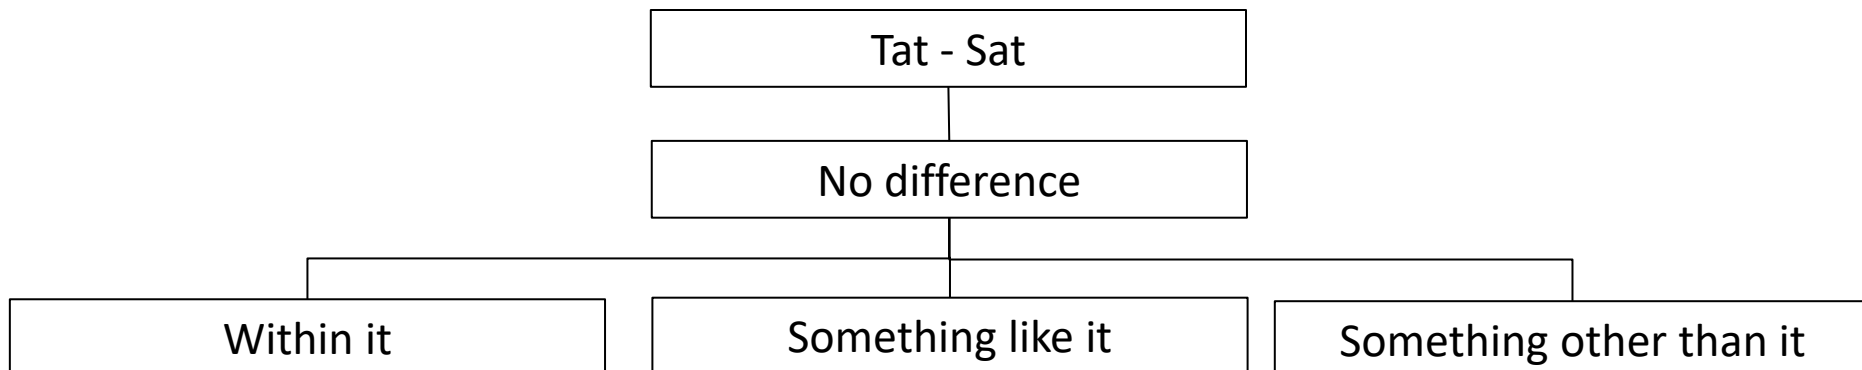 Tat - Sat
No difference
Within it
Something like it
Something other than it